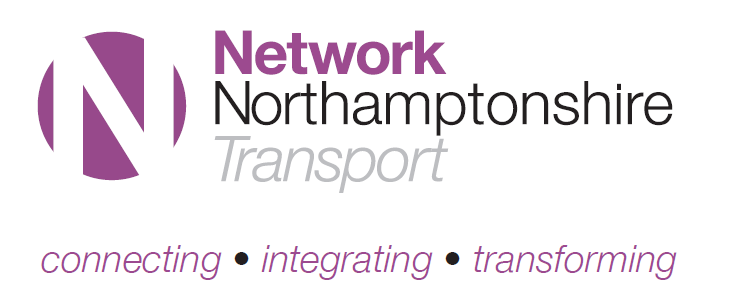 N
Network
Northamptonshire
Transport
connecting • integrating • transforming